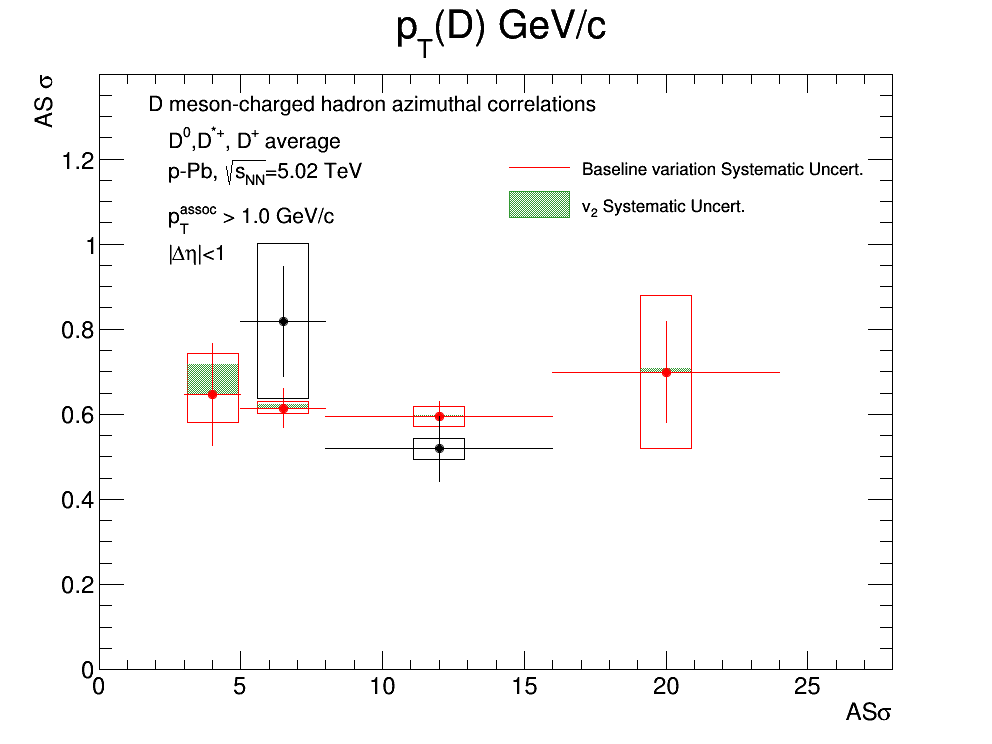 p_T(D) GeV/c
AS σ
D meson-charged hadron azimuthal correlations
D^0,D^*+, D^+ average
p-Pb, √s_NN=5.02 TeV
p_T^assoc > 1.0 GeV/c
|Δη|<1
Baseline variation Systematic Uncert.
v_2 Systematic Uncert.
1.2
1
0.8
0.6
0.4
0.2
0
0 5 10 15 20 25
ASσ